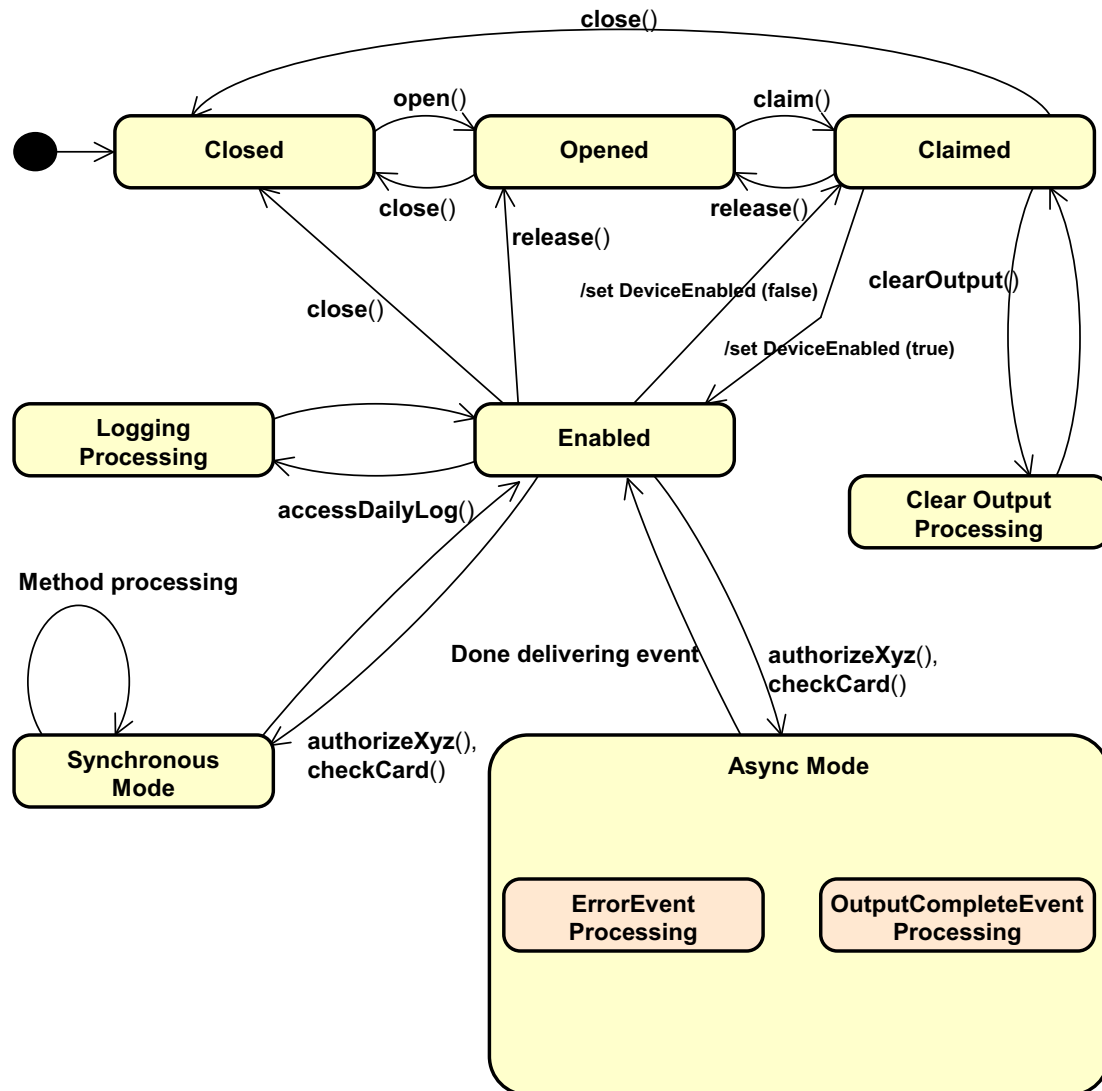 close()
open()
claim()
Closed
Opened
Claimed
close()
release()
release()
clearOutput()
/set DeviceEnabled (false)
close()
/set DeviceEnabled (true)
Logging
Processing
Enabled
Clear Output
Processing
accessDailyLog()
Method processing
Done delivering event
authorizeXyz(),
checkCard()
authorizeXyz(),
checkCard()
Synchronous
Mode
Async Mode
ErrorEvent
Processing
OutputCompleteEvent
Processing